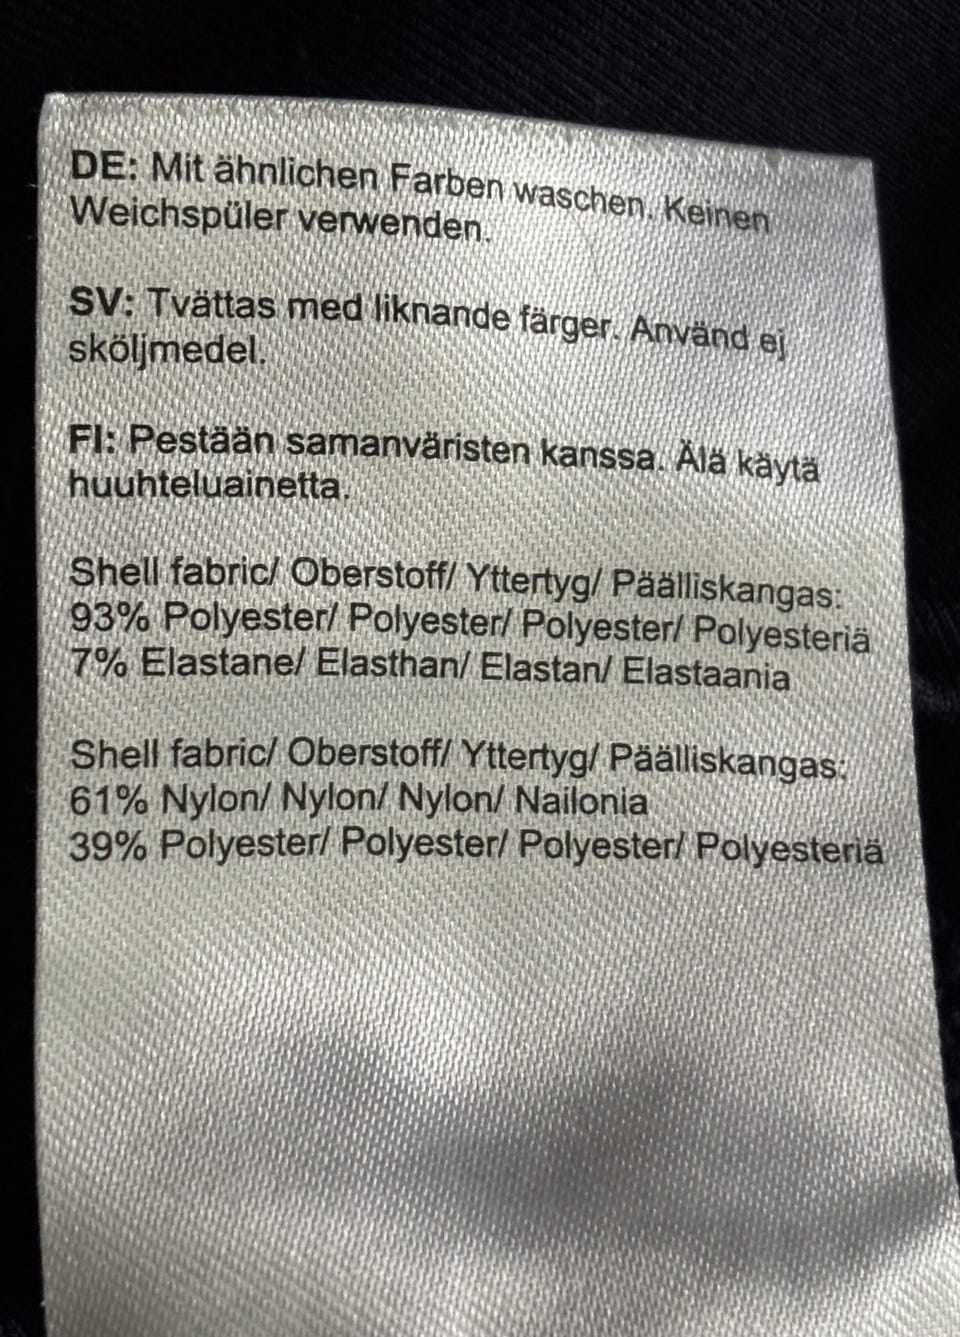 DE: Mit ähnlichen Farben waschen. Keinen
Weichspüler verwenden.
SV: Tvättas med liknande färger. Använd ej
sköljmedel.
FI: Pestään samanväristen kanssa. Älä käytä
huuhteluainetta.
Shell fabric/ Oberstoff/ Yttertyg/ Päälliskangas:
93% Polyester/ Polyester/ Polyester/ Polyesteriä
7% Elastane/ Elasthan/ Elastan/ Elastaania
Shell fabric/ Oberstoff/ Yttertyg/ Päälliskangas:
61% Nylon/ Nylon/ Nylon/ Nailonia
39% Polyester/ Polyester/ Polyester/ Polyesteriä